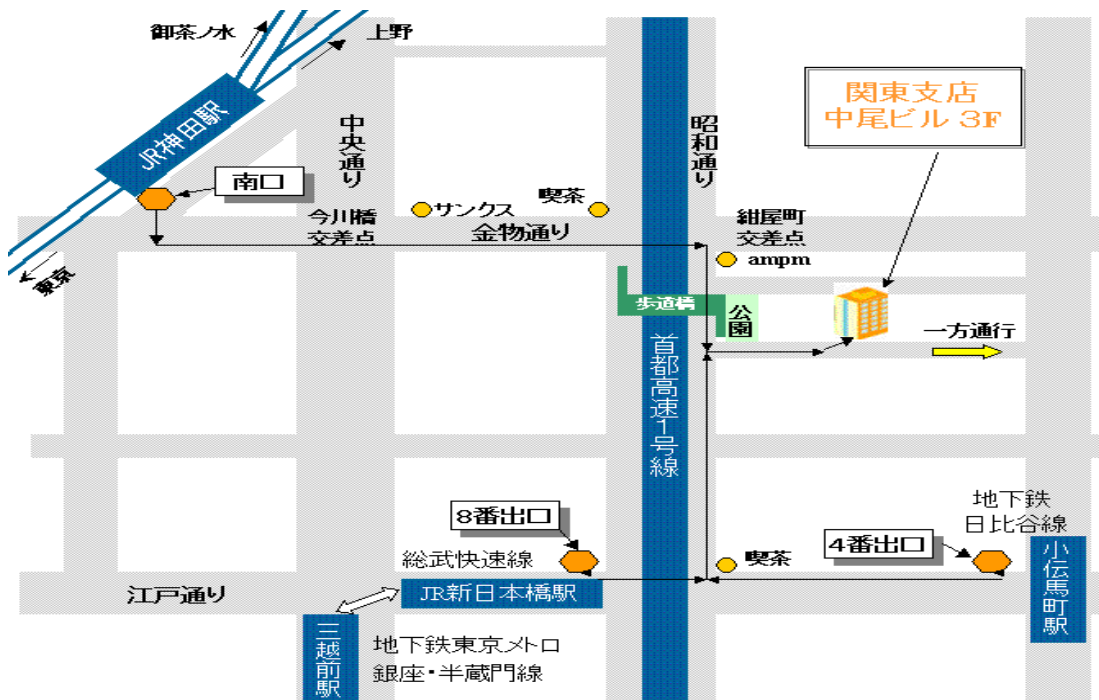 御茶ノ水
上野
JR神田駅
南口
東京
中央通り
昭和通り
関東支店
中尾ビル 3F
サンクス
喫茶
今川橋
交差点
金物通り
紺屋町
交差点
ampm
歩道橋
公園
一方通行
首都高速1号線
8番出口
総武快速線
地下鉄
日比谷線
4番出口
喫茶
小伝馬町駅
江戸通り
JR新日本橋駅
三越前駅
地下鉄東京メトロ
銀座・半蔵門線